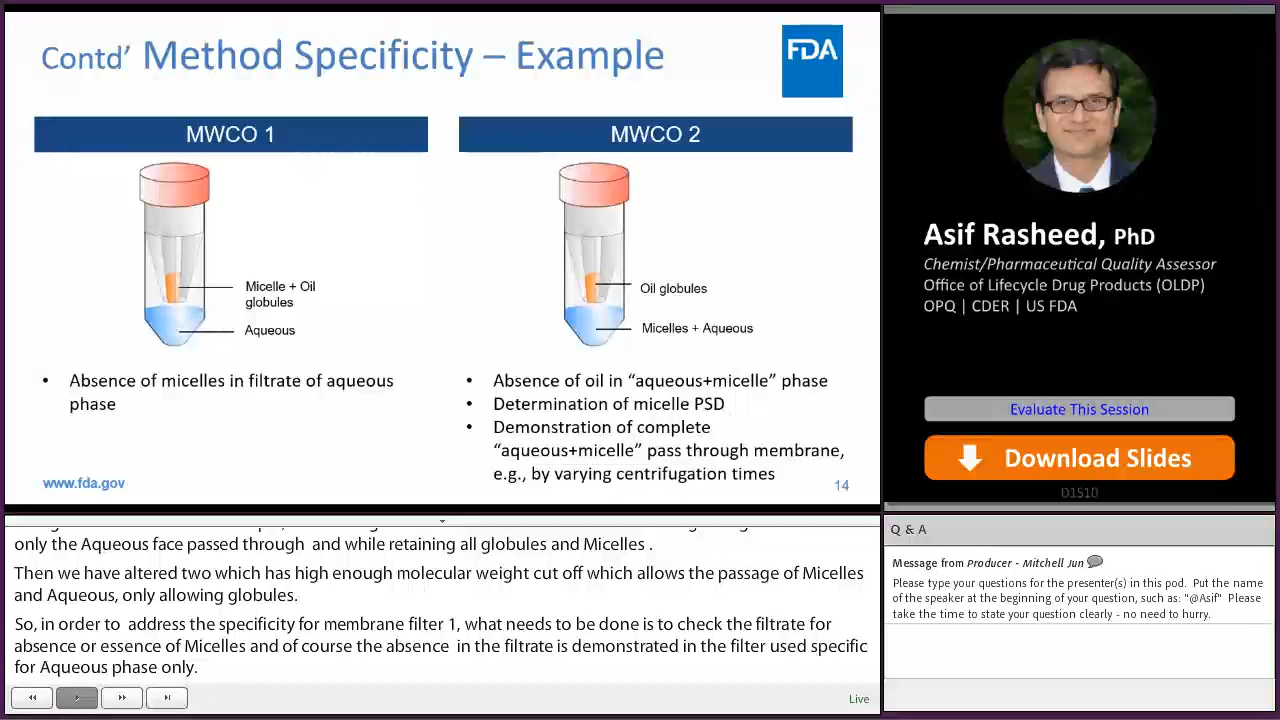 Contd' Method Specificity – Example
FDA
MWCO 1
MWCO 2
Micelle + Oil
globules
Aqueous
Oil globules
Micelles + Aqueous
• Absence of micelles in filtrate of aqueous
phase
• Absence of oil in “aqueous+micelle” phase
• Determination of micelle PSD
• Demonstration of complete
“aqueous+micelle” pass through membrane,
e.g., by varying centrifugation times
www.fda.gov
14
only the Aqueous face passed through and while retaining all globules and Micelles .
Then we have altered two which has high enough molecular weight cut off which allows the passage of Micelles
and Aqueous, only allowing globules.
So, in order to address the specificity for membrane filter 1, what needs to be done is to check the filtrate for
absence or essence of Micelles and of course the absence in the filtrate is demonstrated in the filter used specific
for Aqueous phase only.
Live
Asif Rasheed, PhD
Chemist/Pharmaceutical Quality Assessor
Office of Lifecycle Drug Products (OLDP)
OPQ | CDER | US FDA
Evaluate This Session
Download Slides
D1S10
Q & A
Message from Producer - Mitchell Jun
Please type your questions for the presenter(s) in this pod. Put the name
of the speaker at the beginning of your question, such as: "@Asif" Please
take the time to state your question clearly - no need to hurry.